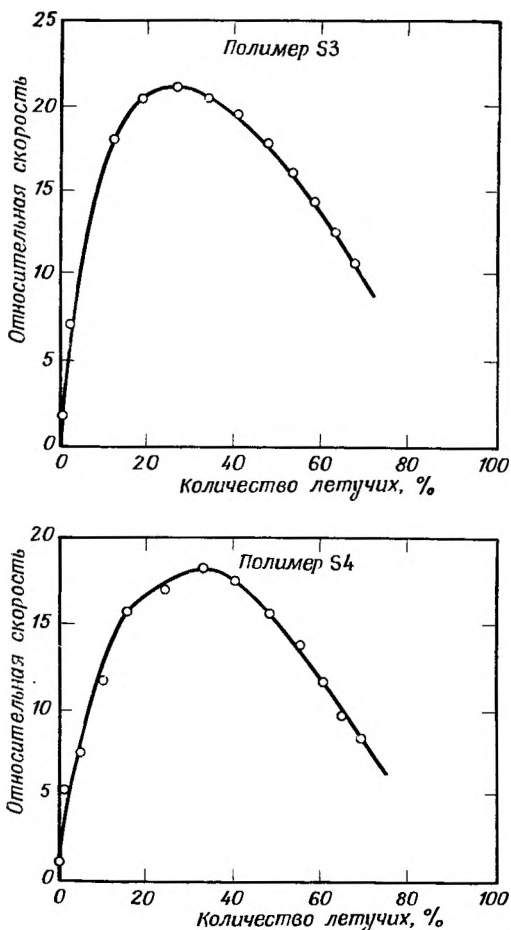 25
Полимер S3
20
15
10
5
0
Относительная скорость
0 20 40 60 80 100
Количество летучих, %
20
Полимер S4
15
10
5
0
Относительная скорость
0 20 40 60 80 100
Количество летучих, %